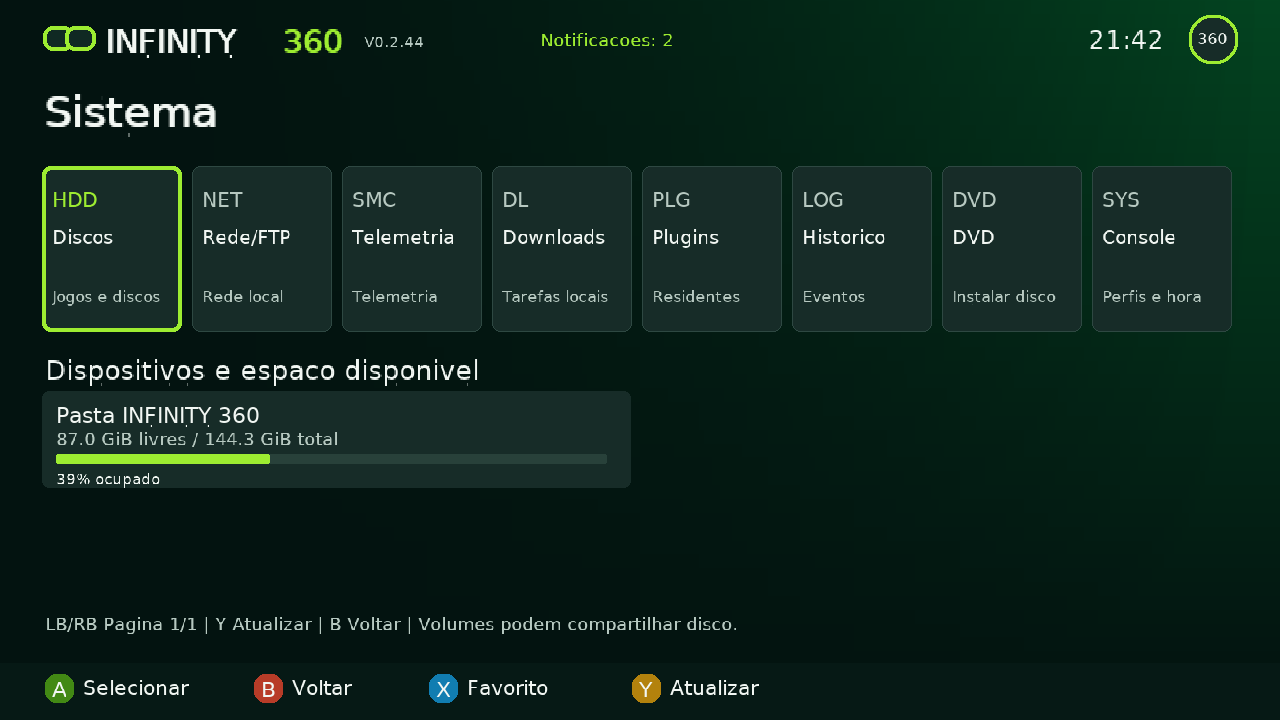 INFINITY 360 V0.2.44 Notificacoes: 2 21:42 360
Sistema
HDD NET SMC DL PLG LOG DVD SYS
Discos Rede/FTP Telemetria Downloads Plugins Historico DVD Console
Jogos e discos Rede local Telemetria Tarefas locais Residentes Eventos Instalar disco Perfis e hora
Dispositivos e espaco disponivel
Pasta INFINITY 360
87.0 GiB livres / 144.3 GiB total
39% ocupado
LB/RB Pagina 1/1 | Y Atualizar | B Voltar | Volumes podem compartilhar disco.
A Selecionar B Voltar X Favorito Y Atualizar